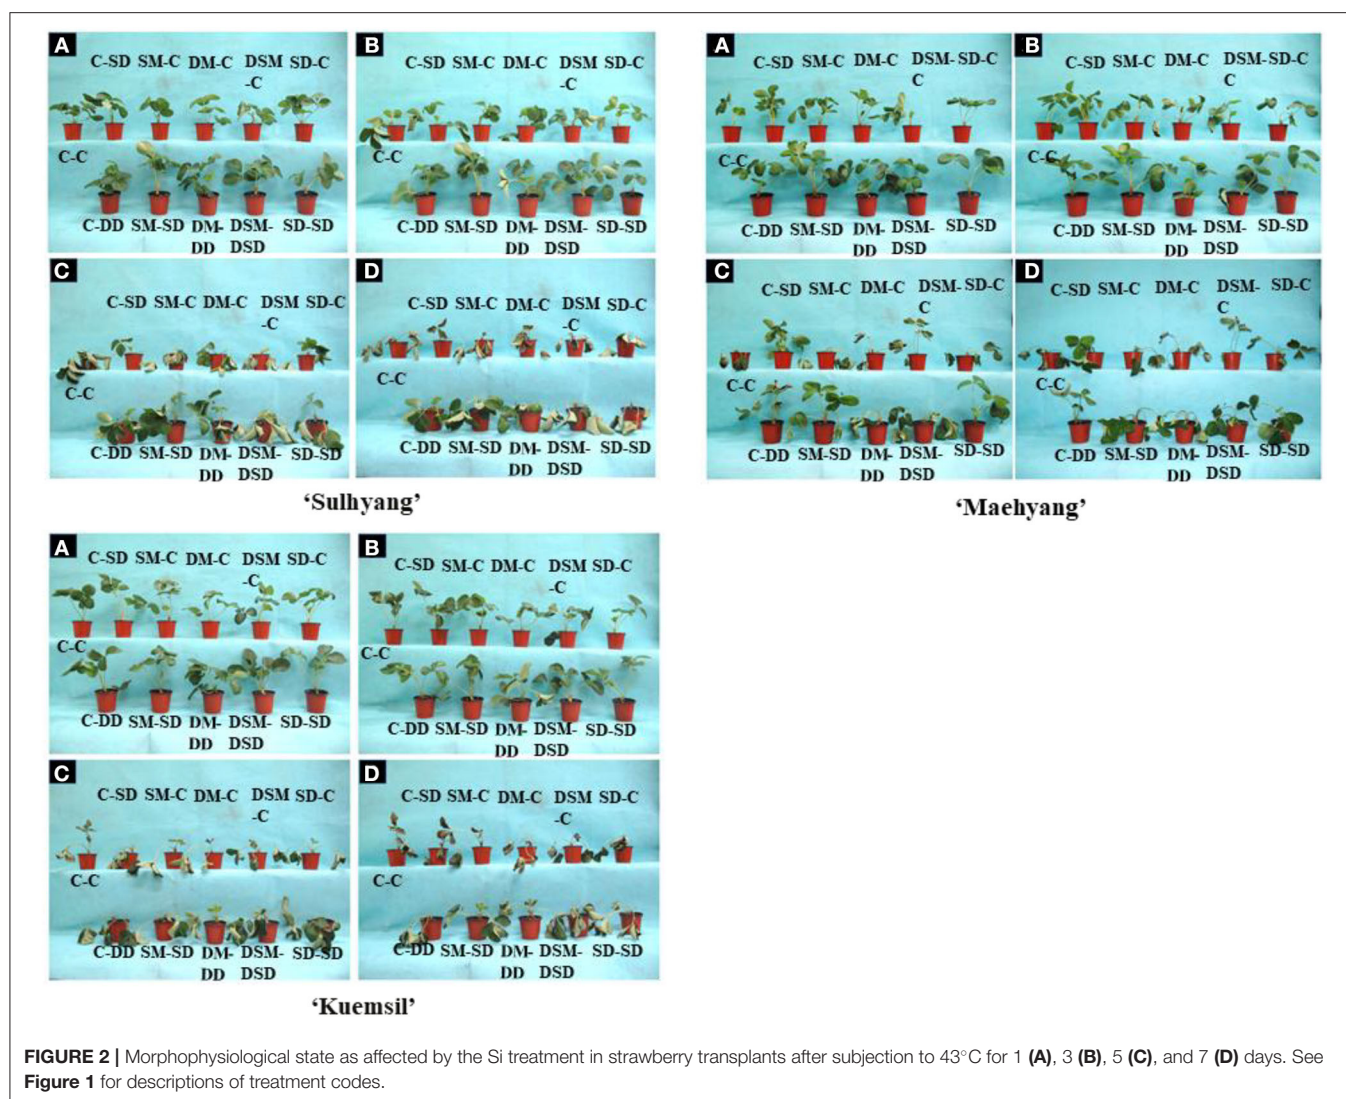 A
C-SD SM-C DM-C DSM SD-C
-C
C-C
C-DD SM-SD DM- DSM- SD-SD
DD DSD
B
C-SD SM-C DM-C DSM SD-C
-C
C-C
C-DD SM-SD DM- DSM- SD-SD
DD DSD
C
C-SD SM-C DM-C DSM SD-C
-C
C-C
C-DD SM-SD DM- DSM- SD-SD
DD DSD
D
C-SD SM-C DM-C DSM SD-C
-C
C-C
C-DD SM-SD DM- DSM- SD-SD
DD DSD
‘Sulhyang’
A
C-SD SM-C DM-C DSM- SD-C
C
C-C
C-DD SM-SD DM- DSM- SD-SD
DD DSD
B
C-SD SM-C DM-C DSM- SD-C
C
C-C
C-DD SM-SD DM- DSM- SD-SD
DD DSD
C
C-SD SM-C DM-C DSM- SD-C
C
C-C
C-DD SM-SD DM- DSM- SD-SD
DD DSD
D
C-SD SM-C DM-C DSM- SD-C
C
C-C
C-DD SM-SD DM- DSM- SD-SD
DD DSD
‘Maehyang’
A
C-SD SM-C DM-C DSM SD-C
-C
C-C
C-DD SM-SD DM- DSM- SD-SD
DD DSD
B
C-SD SM-C DM-C DSM SD-C
-C
C-C
C-DD SM-SD DM- DSM- SD-SD
DD DSD
C
C-SD SM-C DM-C DSM SD-C
-C
C-C
C-DD SM-SD DM- DSM- SD-SD
DD DSD
D
C-SD SM-C DM-C DSM SD-C
-C
C-C
C-DD SM-SD DM- DSM- SD-SD
DD DSD
‘Kuemsil’
FIGURE 2 | Morphophysiological state as affected by the Si treatment in strawberry transplants after subjection to 43°C for 1 (A), 3 (B), 5 (C), and 7 (D) days. See
Figure 1 for descriptions of treatment codes.